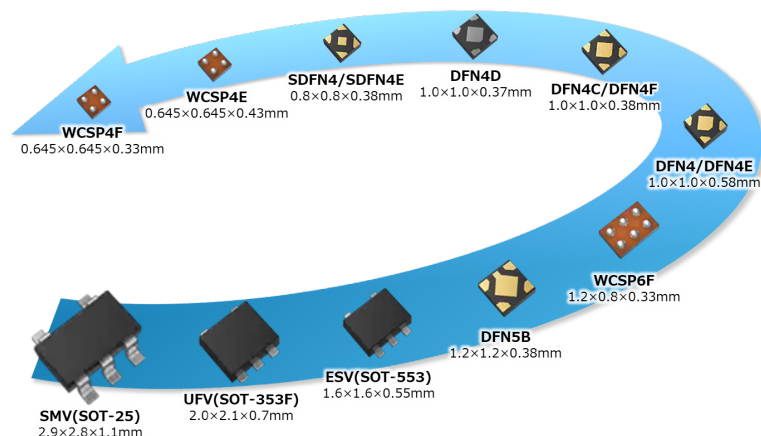 SDFN4/SDFN4E
0.8×0.8×0.38mm
DFN4D
1.0×1.0×0.37mm
DFN4C/DFN4F
1.0×1.0×0.38mm
WCSP4E
0.645×0.645×0.43mm
WCSP4F
0.645×0.645×0.33mm
DFN4/DFN4E
1.0×1.0×0.58mm
WCSP6F
1.2×0.8×0.33mm
DFN5B
1.2×1.2×0.38mm
ESV(SOT-553)
1.6×1.6×0.55mm
UFV(SOT-353F)
2.0×2.1×0.7mm
SMV(SOT-25)
2.9×2.8×1.1mm